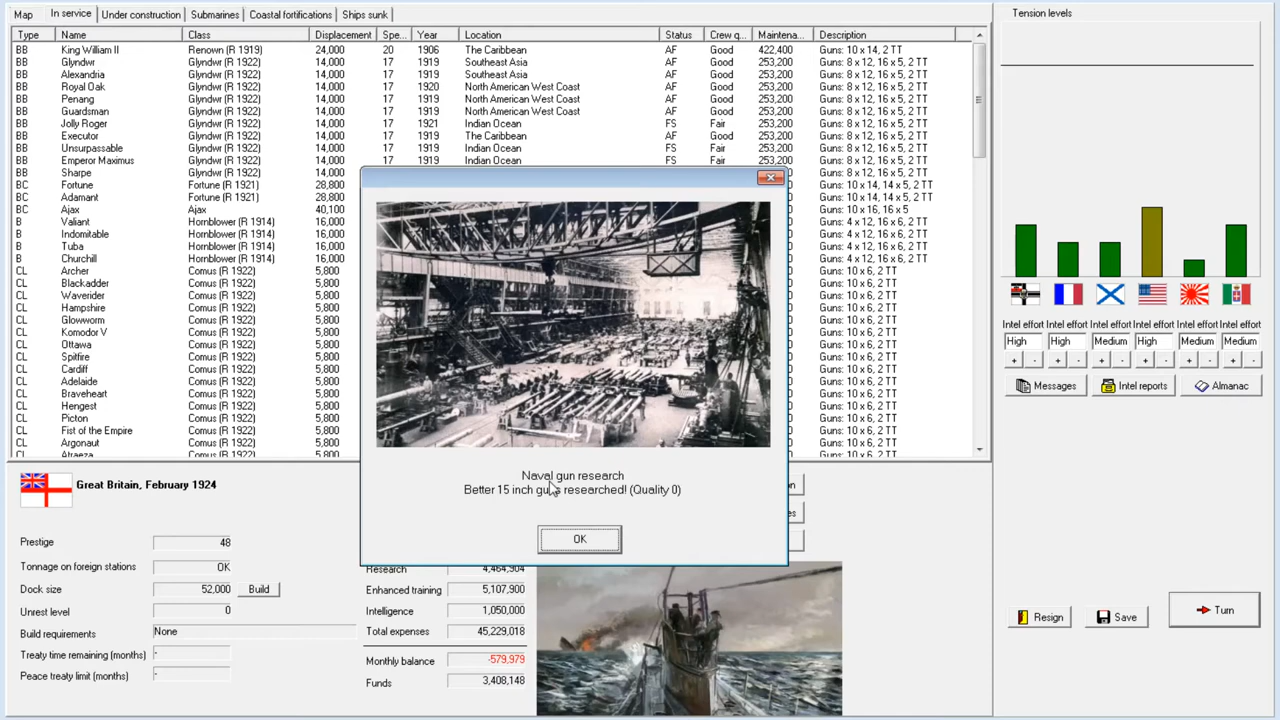 Map In service Under construction Submarines Coastal fortifications Ships sunk
Type Name Class Displacement Spe... Year Location Status Crew q... Maintena... Description
BB King William II Renown (R 1919) 24,000 20 1906 The Caribbean AF Good 422,400 Guns: 10 x 14, 2 TT
BB Glyndwr Glyndwr (R 1922) 14,000 17 1919 Southeast Asia AF Good 253,200 Guns: 8 x 12, 16 x 5, 2 TT
BB Alexandria Glyndwr (R 1922) 14,000 17 1919 Southeast Asia AF Good 253,200 Guns: 8 x 12, 16 x 5, 2 TT
BB Royal Oak Glyndwr (R 1922) 14,000 17 1920 North American West Coast AF Good 253,200 Guns: 8 x 12, 16 x 5, 2 TT
BB Penang Glyndwr (R 1922) 14,000 17 1919 North American West Coast AF Good 253,200 Guns: 8 x 12, 16 x 5, 2 TT
BB Guardsman Glyndwr (R 1922) 14,000 17 1919 North American West Coast AF Good 253,200 Guns: 8 x 12, 16 x 5, 2 TT
BB Jolly Roger Glyndwr (R 1922) 14,000 17 1921 Indian Ocean FS Fair 253,200 Guns: 8 x 12, 16 x 5, 2 TT
BB Executor Glyndwr (R 1922) 14,000 17 1919 The Caribbean AF Good 253,200 Guns: 8 x 12, 16 x 5, 2 TT
BB Unsurpassable Glyndwr (R 1922) 14,000 17 1919 Indian Ocean FS Fair 253,200 Guns: 8 x 12, 16 x 5, 2 TT
BB Emperor Maximus Glyndwr (R 1922) 14,000 17 1919 Indian Ocean FS Fair 253,200 Guns: 8 x 12, 16 x 5, 2 TT
BB Sharpe Glyndwr (R 1922) 14,000 Guns: 8 x 12, 16 x 5, 2 TT
BC Fortune Fortune (R 1921) 28,800 Guns: 10 x 14, 14 x 5, 2 TT
BC Adamant Fortune (R 1921) 28,800 Guns: 10 x 14, 14 x 5, 2 TT
BC Ajax Ajax 40,100 Guns: 10 x 16, 16 x 5
B Valiant Hornblower (R 1914) 16,000 Guns: 4 x 12, 16 x 6, 2 TT
B Indomitable Hornblower (R 1914) 16,000 Guns: 4 x 12, 16 x 6, 2 TT
B Tuba Hornblower (R 1914) 16,000 Guns: 4 x 12, 16 x 6, 2 TT
B Churchill Hornblower (R 1914) 16,000 Guns: 4 x 12, 16 x 6, 2 TT
CL Archer Comus (R 1922) 5,800 Guns: 10 x 6, 2 TT
CL Blackadder Comus (R 1922) 5,800 Guns: 10 x 6, 2 TT
CL Waverider Comus (R 1922) 5,800 Guns: 10 x 6, 2 TT
CL Hampshire Comus (R 1922) 5,800 Guns: 10 x 6, 2 TT
CL Glowworm Comus (R 1922) 5,800 Guns: 10 x 6, 2 TT
CL Komodor V Comus (R 1922) 5,800 Guns: 10 x 6, 2 TT
CL Ottawa Comus (R 1922) 5,800 Guns: 10 x 6, 2 TT
CL Spitfire Comus (R 1922) 5,800 Guns: 10 x 6, 2 TT
CL Cardiff Comus (R 1922) 5,800 Guns: 10 x 6, 2 TT
CL Adelaide Comus (R 1922) 5,800 Guns: 10 x 6, 2 TT
CL Braveheart Comus (R 1922) 5,800 Guns: 10 x 6, 2 TT
CL Hengest Comus (R 1922) 5,800 Guns: 10 x 6, 2 TT
CL Picton Comus (R 1922) 5,800 Guns: 10 x 6, 2 TT
CL Fist of the Empire Comus (R 1922) 5,800 Guns: 10 x 6, 2 TT
CL Argonaut Comus (R 1922) 5,800 Guns: 10 x 6, 2 TT
CL Comus (R 1922) 5,800 Guns: 10 x 6, 2 TT
Naval gun research
Better 15 inch guns researched! (Quality 0)
OK
Great Britain, February 1924
Prestige 48
Tonnage on foreign stations OK
Dock size 52,000 Build
Unrest level 0
Build requirements None
Treaty time remaining (months) -
Peace treaty limit (months) -
Research 4,464,904
Enhanced training 5,107,900
Intelligence 1,050,000
Total expenses 45,229,018
Monthly balance -579,979
Funds 3,408,148
Tension levels
Intel effort Intel effort Intel effort Intel effort Intel effort Intel effort
High High Medium High Medium Medium
+ - + - + - + - + - + -
Messages Intel reports Almanac
Resign Save Turn